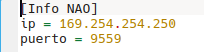 [Info NAO]
ip = 169.254.254.250
puerto = 9559